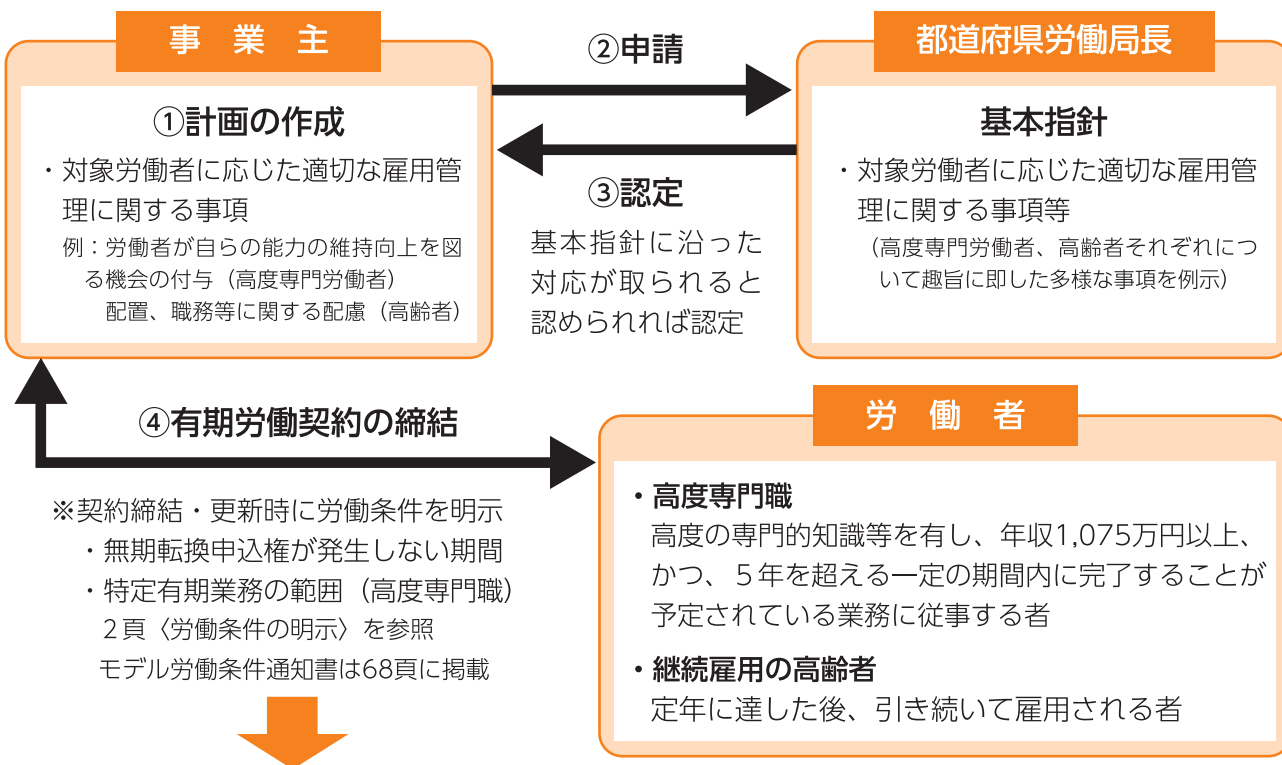 事業主
①計画の作成
・対象労働者に応じた適切な雇用管
理に関する事項
例：労働者が自らの能力の維持向上を図
る機会の付与（高度専門労働者）
配置、職務等に関する配慮（高齢者）
②申請
③認定
基本指針に沿った
対応が取られると
認められれば認定
都道府県労働局長
基本指針
・対象労働者に応じた適切な雇用管
理に関する事項等
（高度専門労働者、高齢者それぞれにつ
いて趣旨に即した多様な事項を例示）
④有期労働契約の締結
※契約締結・更新時に労働条件を明示
・無期転換申込権が発生しない期間
・特定有期業務の範囲（高度専門職）
２頁〈労働条件の明示〉を参照
モデル労働条件通知書は68頁に掲載
労働者
・高度専門職
高度の専門的知識等を有し、年収1,075万円以上、
かつ、５年を超える一定の期間内に完了することが
予定されている業務に従事する者
・継続雇用の高齢者
定年に達した後、引き続いて雇用される者